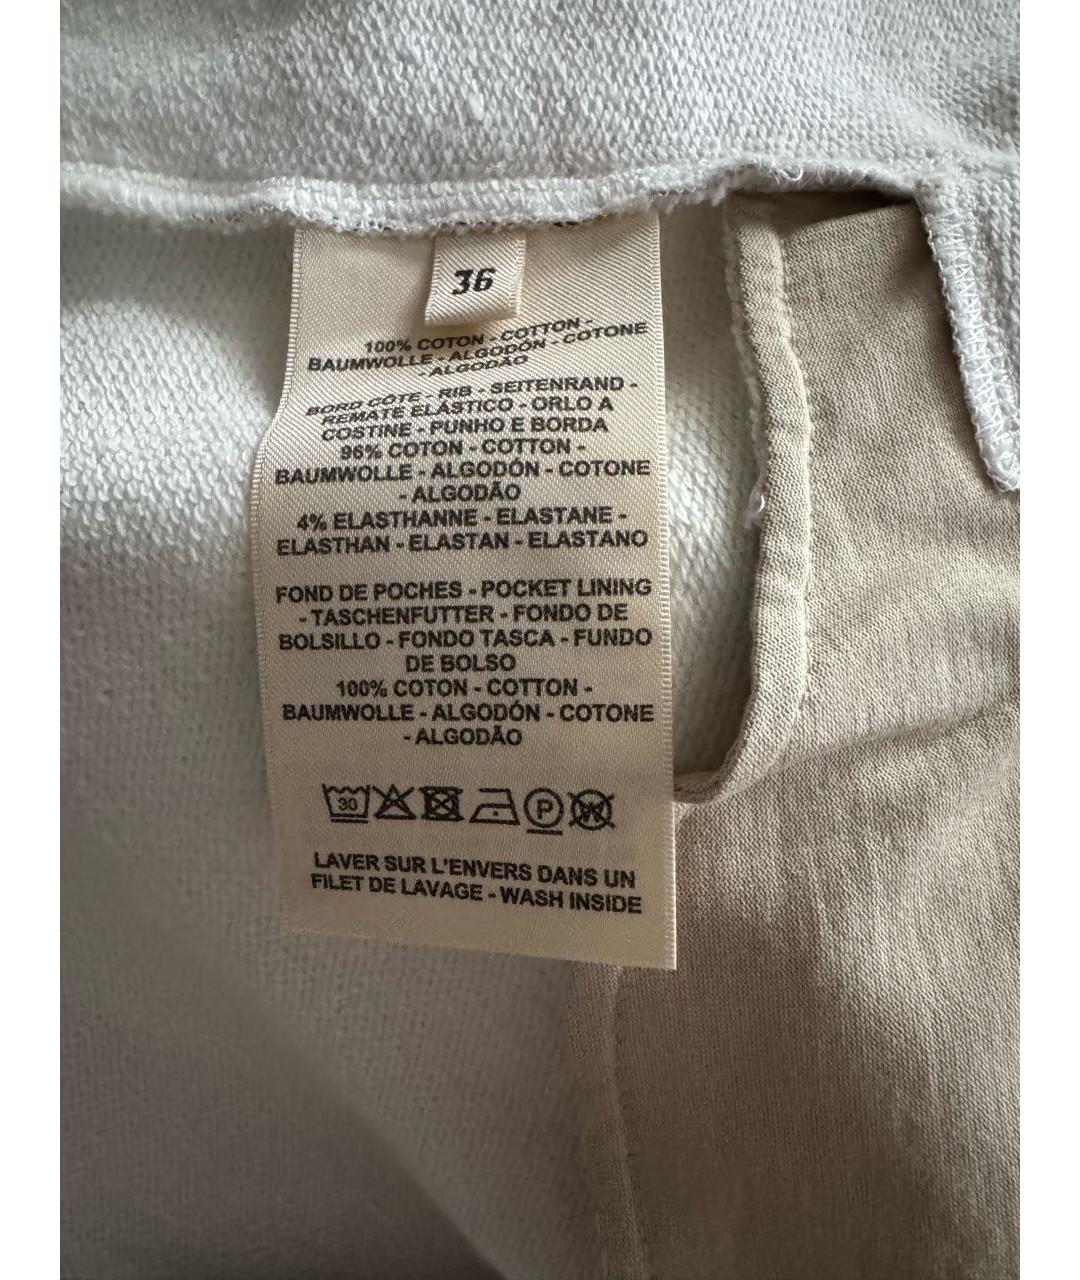 36
100% COTON - COTTON -
BAUMWOLLE - ALGODÓN - COTONE
- ALGODÃO
BORD CÔTE - RIB - SEITENRAND -
REMATE ELÁSTICO - ORLO A
COSTINE - PUNHO E BORDA
96% COTON - COTTON -
BAUMWOLLE - ALGODÓN - COTONE
- ALGODÃO
4% ELASTHANNE - ELASTANE -
ELASTHAN - ELASTAN - ELASTANO
FOND DE POCHES - POCKET LINING
- TASCHENFUTTER - FONDO DE
BOLSILLO - FONDO TASCA - FUNDO
DE BOLSO
100% COTON - COTTON -
BAUMWOLLE - ALGODÓN - COTONE
- ALGODÃO
30 P W
LAVER SUR L'ENVERS DANS UN
FILET DE LAVAGE - WASH INSIDE